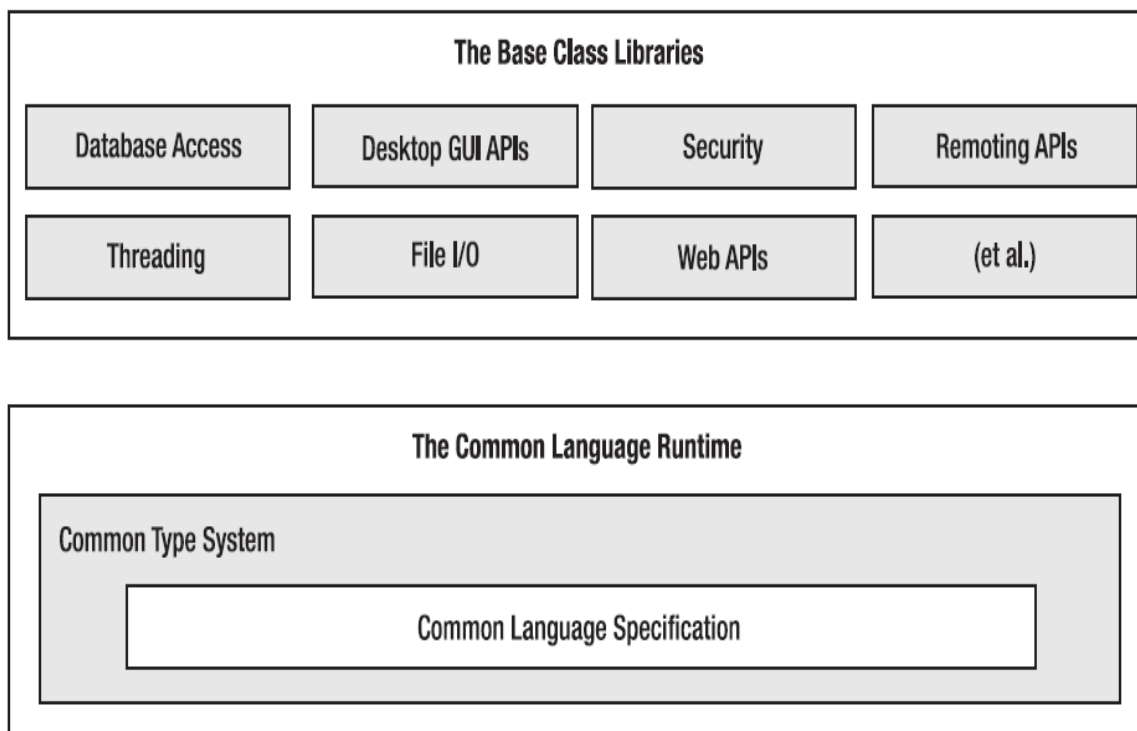 The Base Class Libraries
Database Access
Desktop GUI APIs
Security
Remoting APIs
Threading
File I/O
Web APIs
(et al.)
The Common Language Runtime
Common Type System
Common Language Specification